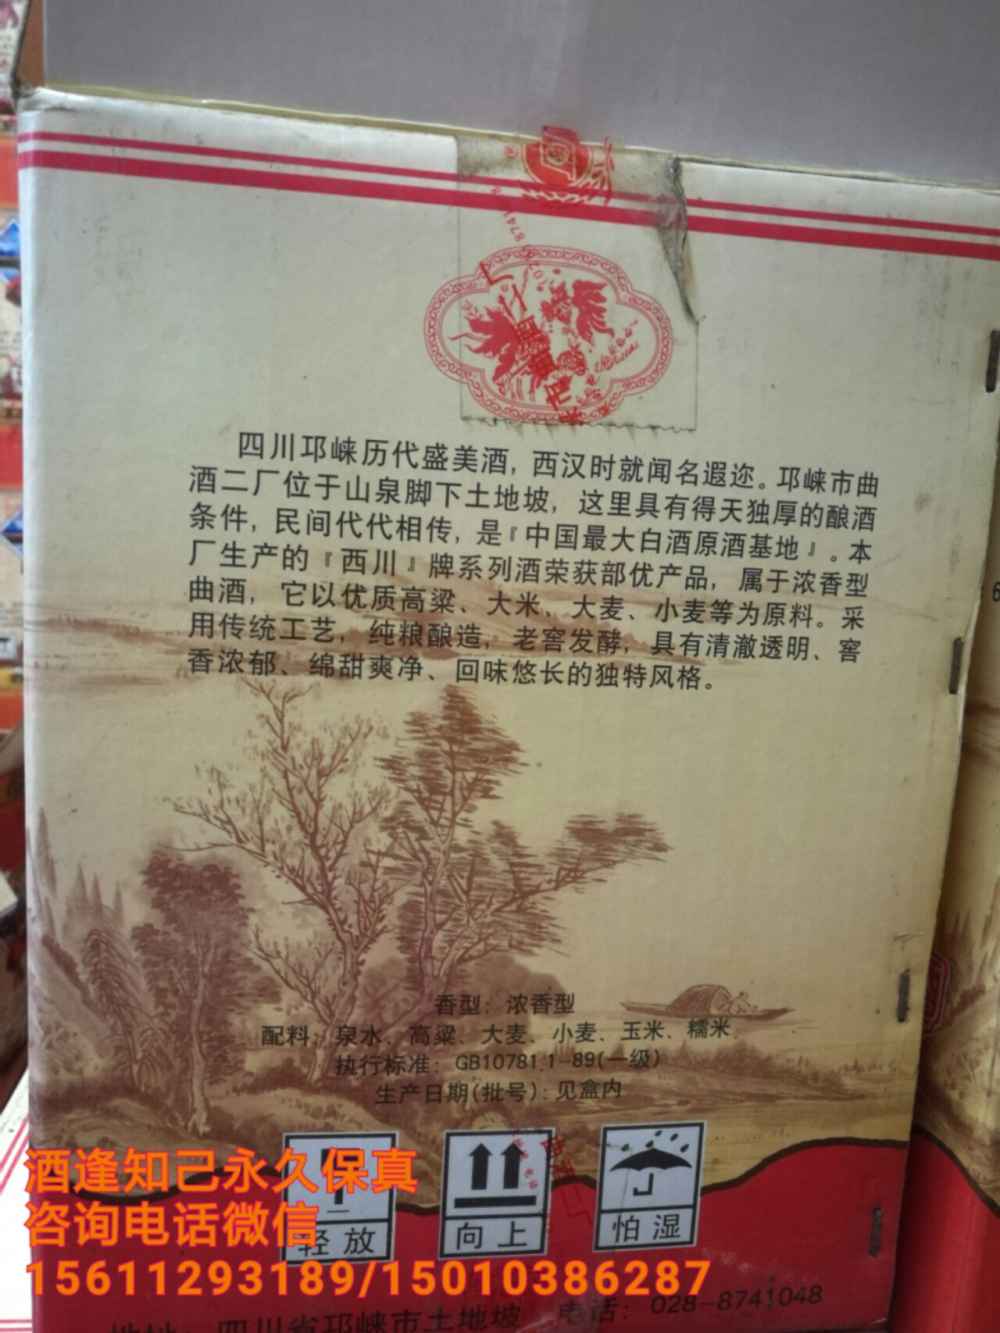 四川邛崃历代盛美酒，西汉时就闻名遐迩。邛崃市曲
酒二厂位于山泉脚下土地坡，这里具有得天独厚的酿酒
条件，民间代代相传，是『中国最大白酒原酒基地』。本
厂生产的『西川』牌系列酒荣获部优产品，属于浓香型
曲酒，它以优质高粱、大米、大麦、小麦等为原料。采
用传统工艺，纯粮酿造，老窖发酵，具有清澈透明、窖
香浓郁、绵甜爽净、回味悠长的独特风格。
香型：浓香型
配料：泉水、高粱、大麦、小麦、玉米、糯米
执行标准：GB10781.1-89(一级)
生产日期(批号)：见盒内
轻放
向上
怕湿
酒逢知己永久保真
咨询电话微信
15611293189/15010386287
地址：四川省邛崃市土地坡 电话：028-8741048